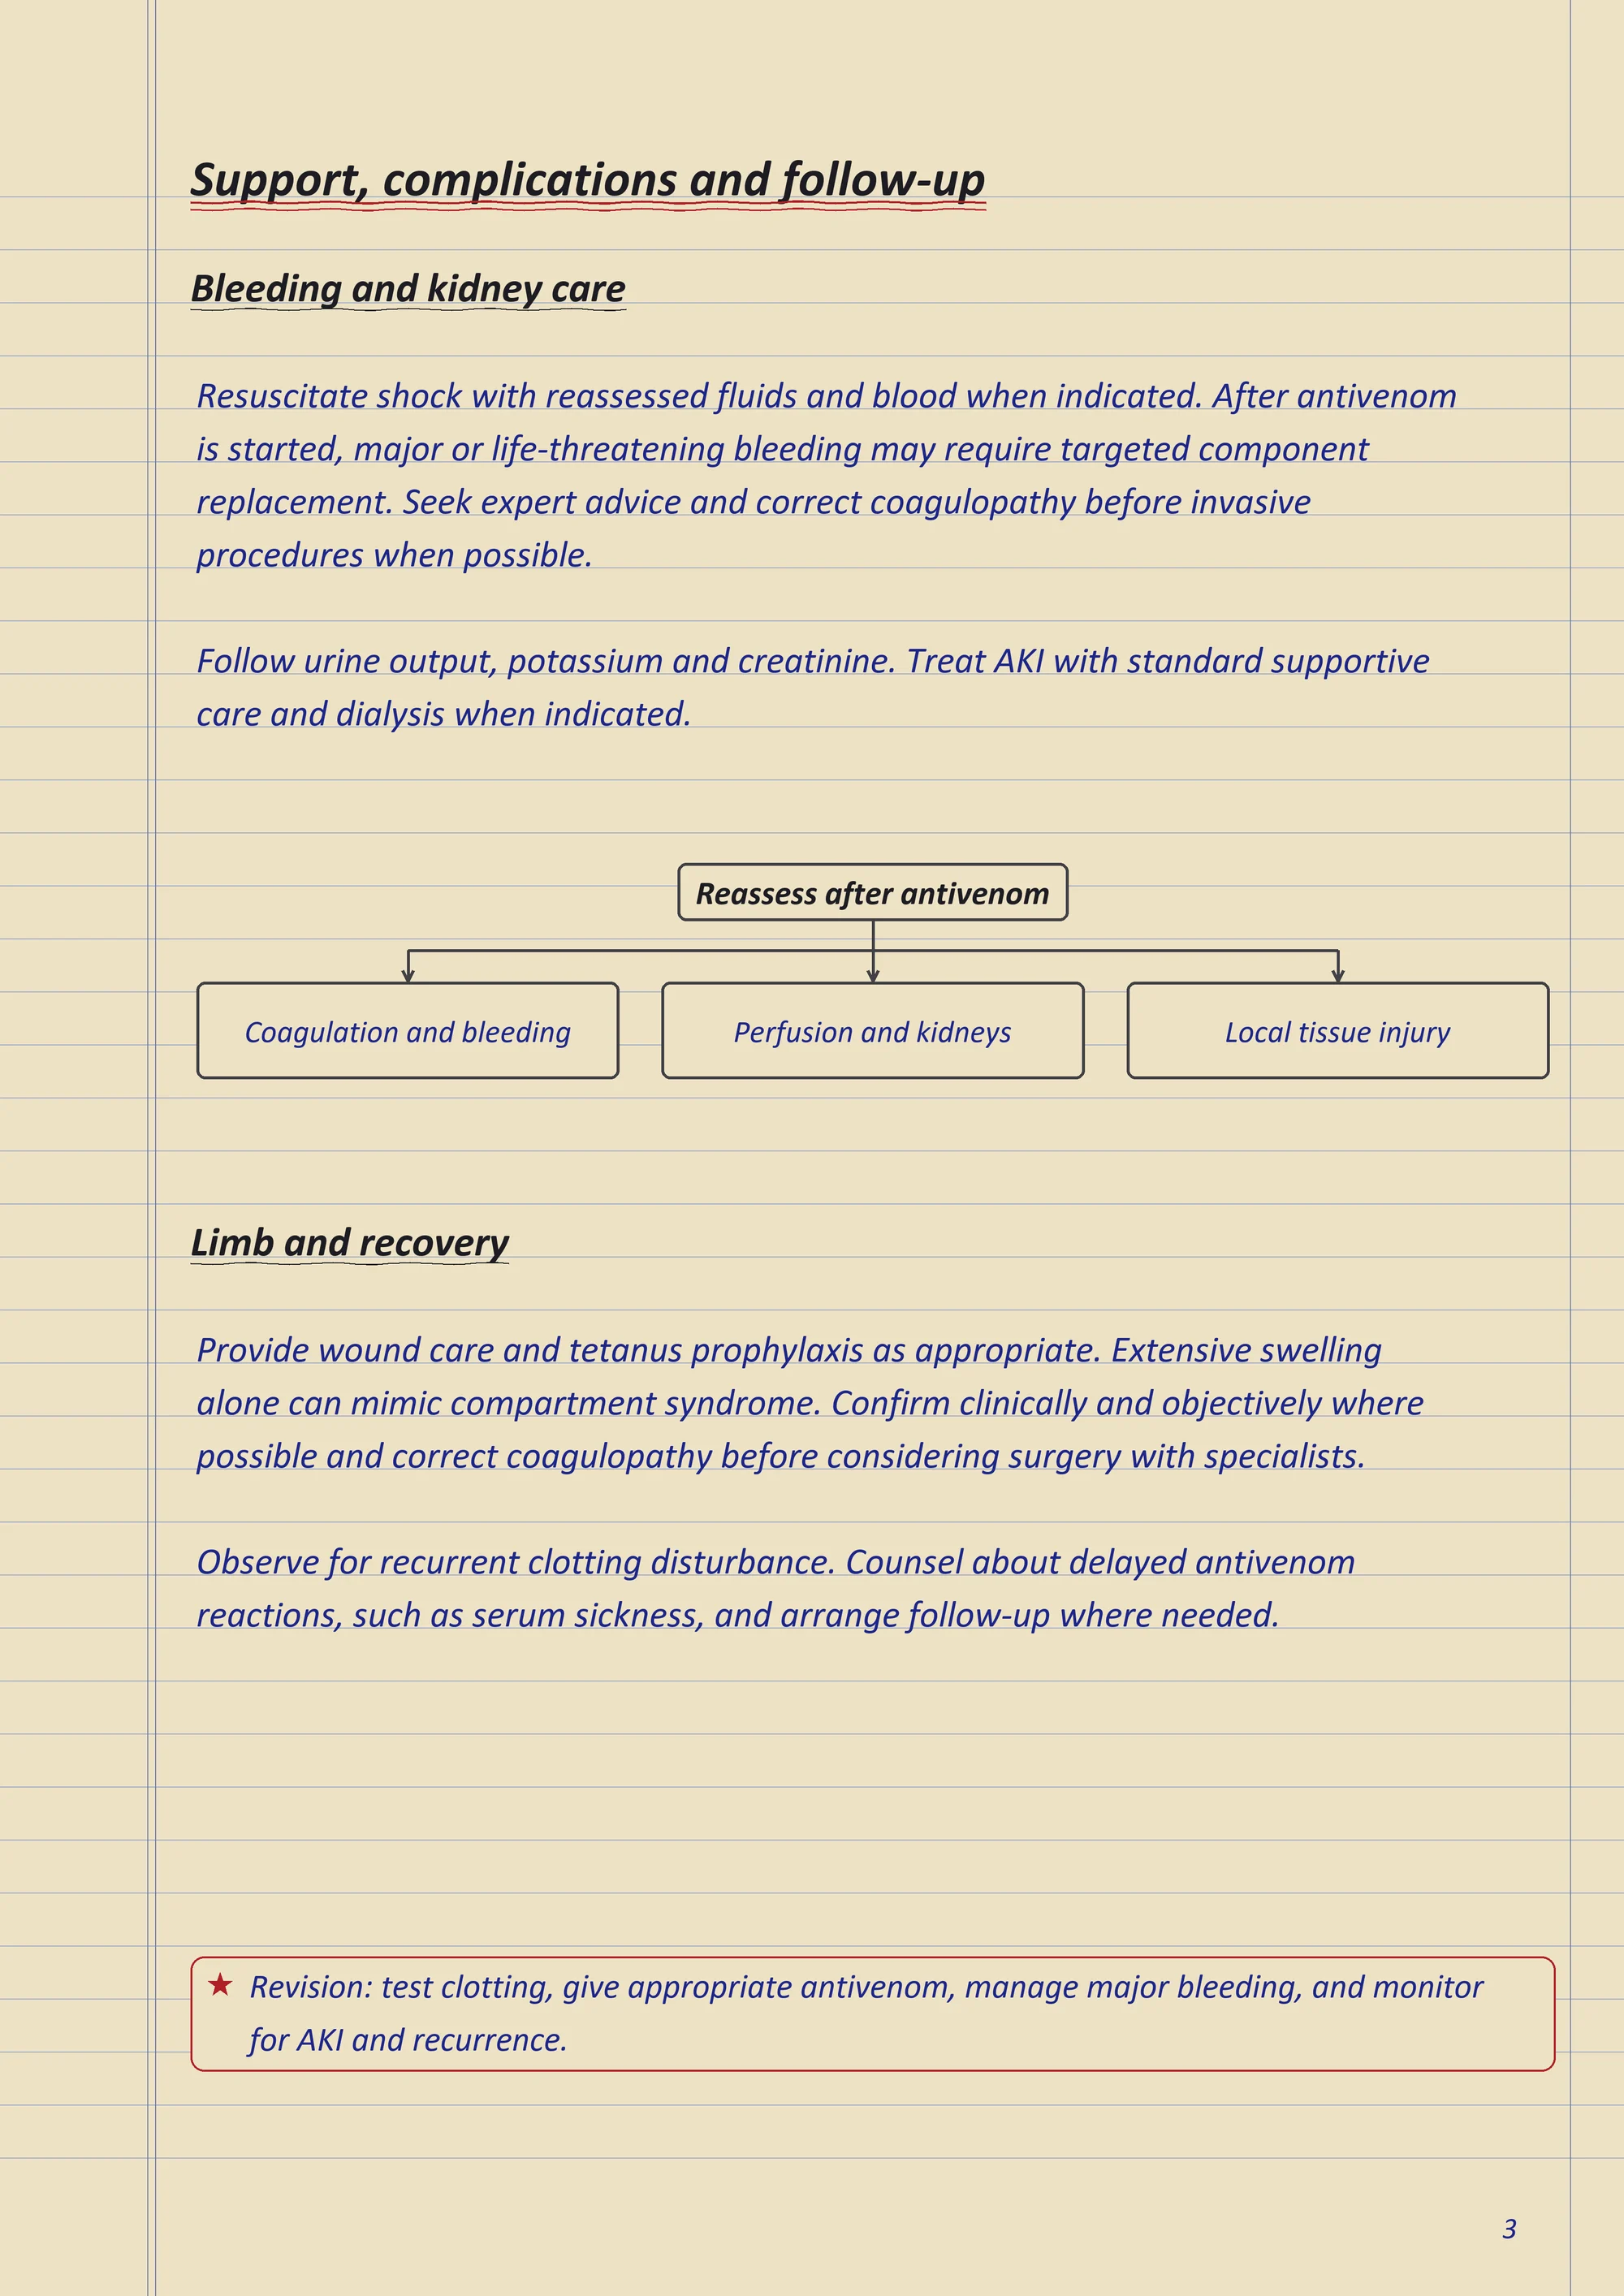 Support, complications and follow-up
Bleeding and kidney care
Resuscitate shock with reassessed fluids and blood when indicated. After antivenom
is started, major or life-threatening bleeding may require targeted component
replacement. Seek expert advice and correct coagulopathy before invasive
procedures when possible.
Follow urine output, potassium and creatinine. Treat AKI with standard supportive
care and dialysis when indicated.
Reassess after antivenom
Coagulation and bleeding
Perfusion and kidneys
Local tissue injury
Limb and recovery
Provide wound care and tetanus prophylaxis as appropriate. Extensive swelling
alone can mimic compartment syndrome. Confirm clinically and objectively where
possible and correct coagulopathy before considering surgery with specialists.
Observe for recurrent clotting disturbance. Counsel about delayed antivenom
reactions, such as serum sickness, and arrange follow-up where needed.
★ Revision: test clotting, give appropriate antivenom, manage major bleeding, and monitor
for AKI and recurrence.
3